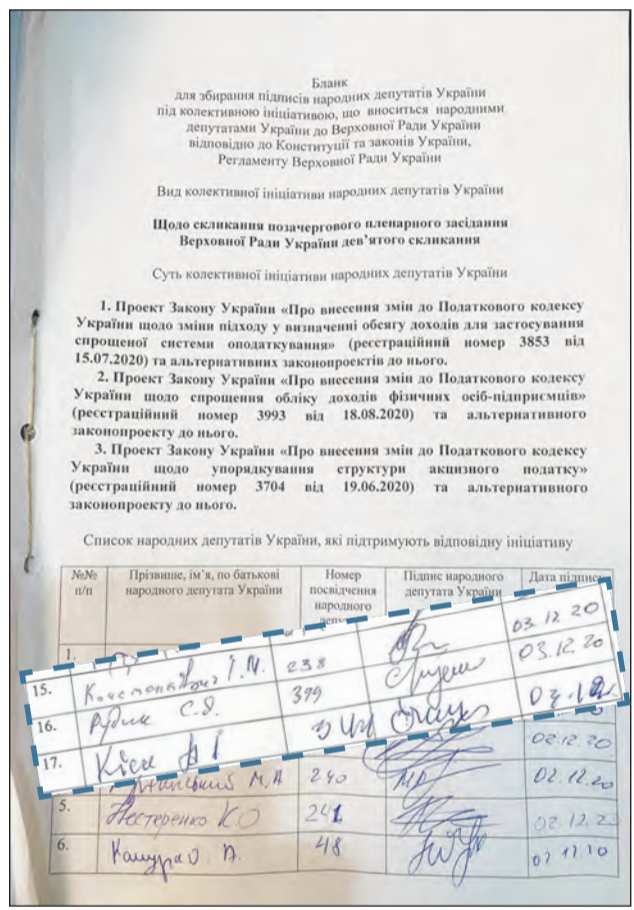 Бланк
для збирання підписів народних депутатів України
під колективною ініціативою, що вноситься народними
депутатами України до Верховної Ради України
відповідно до Конституції та законів України,
Регламенту Верховної Ради України
Вид колективної ініціативи народних депутатів України
Щодо скликання позачергового пленарного засідання
Верховної Ради України дев’ятого скликання
Суть колективної ініціативи народних депутатів України
1. Проект Закону України «Про внесення змін до Податкового кодексу
України щодо зміни підходу у визначенні обсягу доходів для застосування
спрощеної системи оподаткування» (реєстраційний номер 3853 від
15.07.2020) та альтернативних законопроектів до нього.
2. Проект Закону України «Про внесення змін до Податкового кодексу
України щодо спрощення обліку доходів фізичних осіб-підприємців»
(реєстраційний номер 3993 від 18.08.2020) та альтернативного
законопроекту до нього.
3. Проект Закону України «Про внесення змін до Податкового кодексу
України щодо упорядкування структури акцизного податку»
(реєстраційний номер 3704 від 19.06.2020) та альтернативного
законопроекту до нього.
Список народних депутатів України, які підтримують відповідну ініціативу
№№ Прізвище, ім’я, по батькові Номер Підпис народного Дата підпису
п/п народного депутата України посвідчення депутата України
народного
1.
15. 238 03.12.20
16. Рубік С. 399 03.12.20
17. Кіса 03.12
02.12.20
М.А 240 02.12.20
5. Нестеренко К.О 241 02.12.2
6. 48 02.12.20